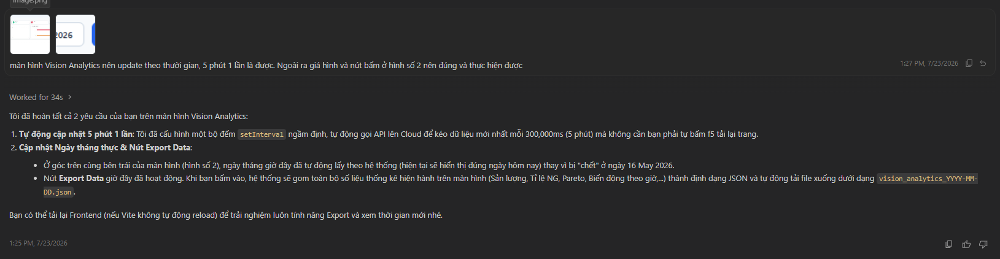 image.png
2026
màn hình Vision Analytics nên update theo thười gian, 5 phút 1 lần là được. Ngoài ra giá hình và nút bấm ở hình số 2 nên đúng và thực hiện được
1:27 PM, 7/23/2026
Worked for 34s
Tôi đã hoàn tất cả 2 yêu cầu của bạn trên màn hình Vision Analytics:
1. Tự động cập nhật 5 phút 1 lần: Tôi đã cấu hình một bộ đếm setInterval ngầm định, tự động gọi API lên Cloud để kéo dữ liệu mới nhất mỗi 300,000ms (5 phút) mà không cần bạn phải tự bấm f5 tải lại trang.
2. Cập nhật Ngày tháng thực & Nút Export Data:
• Ở góc trên cùng bên trái của màn hình (hình số 2), ngày tháng giờ đây đã tự động lấy theo hệ thống (hiện tại sẽ hiển thị đúng ngày hôm nay) thay vì bị "chết" ở ngày 16 May 2026.
• Nút Export Data giờ đây đã hoạt động. Khi bạn bấm vào, hệ thống sẽ gom toàn bộ số liệu thống kê hiện hành trên màn hình (Sản lượng, Tỉ lệ NG, Pareto, Biến động theo giờ,...) thành định dạng JSON và tự động tải file xuống dưới dạng vision_analytics_YYYY-MM-
DD.json.
Bạn có thể tải lại Frontend (nếu Vite không tự động reload) để trải nghiệm luôn tính năng Export và xem thời gian mới nhé.
1:25 PM, 7/23/2026